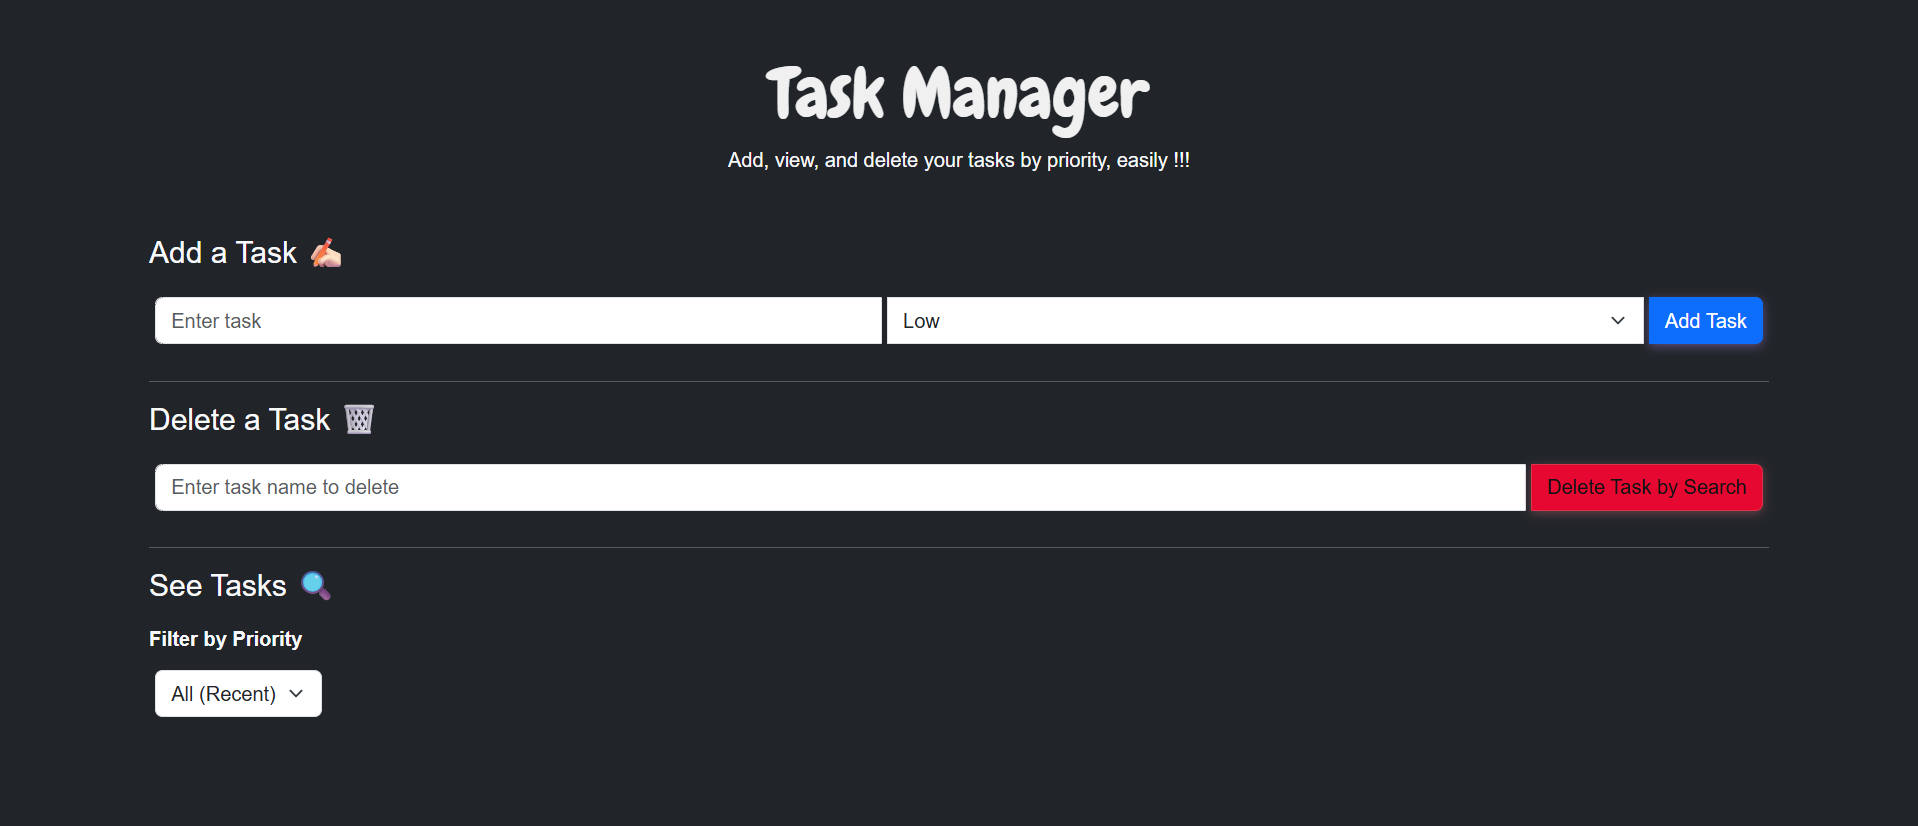 Task Manager
Add, view, and delete your tasks by priority, easily !!!
Add a Task
Enter task
Low
Add Task
Delete a Task
Enter task name to delete
Delete Task by Search
See Tasks
Filter by Priority
All (Recent)